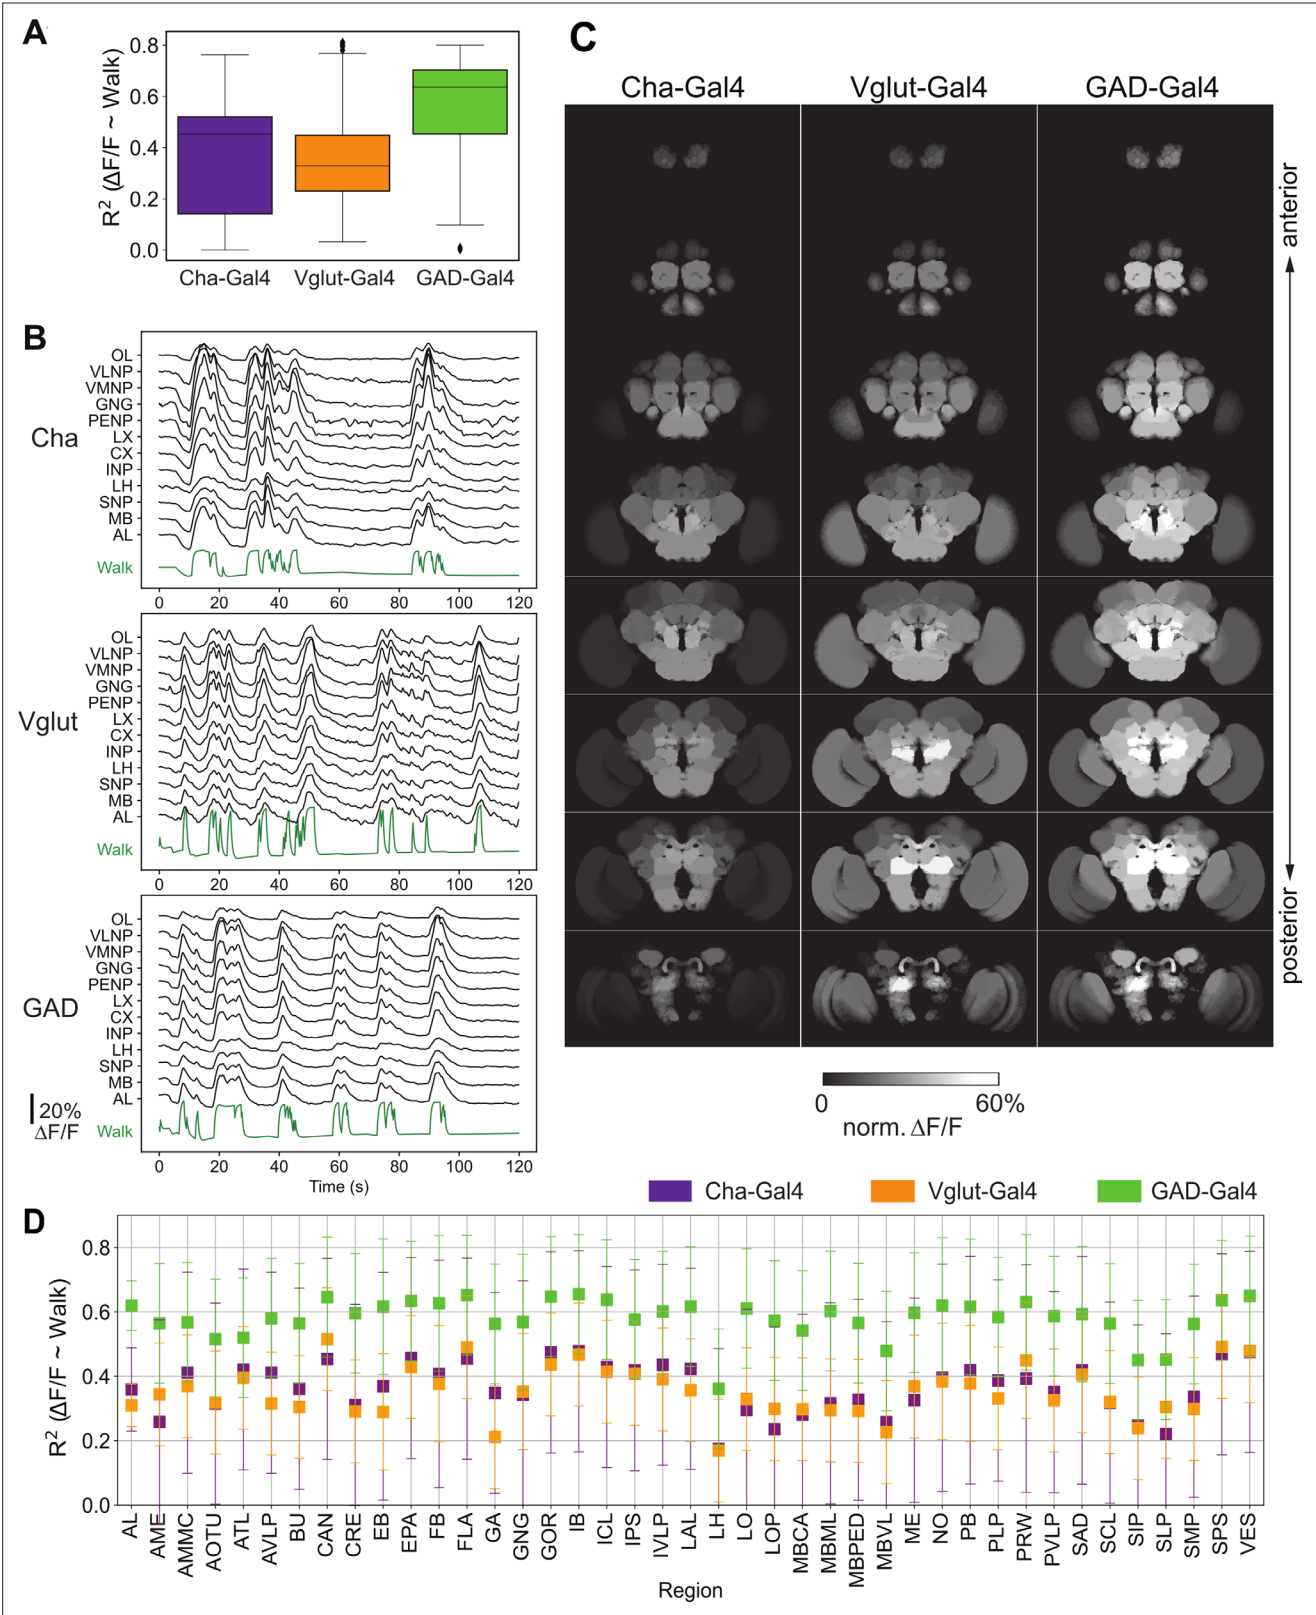 A
R² (ΔF/F ~ Walk)
0.8
0.6
0.4
0.2
0.0
Cha-Gal4 Vglut-Gal4 GAD-Gal4
B
Cha
OL
VLNP
VMNP
GNG
PENP
LX
CX
INP
LH
SNP
MB
AL
Walk
0 20 40 60 80 100 120
Vglut
OL
VLNP
VMNP
GNG
PENP
LX
CX
INP
LH
SNP
MB
AL
Walk
0 20 40 60 80 100 120
GAD
OL
VLNP
VMNP
GNG
PENP
LX
CX
INP
LH
SNP
MB
AL
Walk
20%
ΔF/F
0 20 40 60 80 100 120
Time (s)
C
Cha-Gal4 Vglut-Gal4 GAD-Gal4
anterior
posterior
0 60%
norm. ΔF/F
Cha-Gal4 Vglut-Gal4 GAD-Gal4
D
R² (ΔF/F ~ Walk)
0.8
0.6
0.4
0.2
0.0
AL AME AMMC AOTU ATL AVLP BU CAN CRE EB EPA FB FLA GA GNG GOR IB ICL IPS IVLP LAL LH LO LOP MBCA MBML MBPED MBVL ME NO PB PLP PRW PVLP SAD SCL SIP SLP SMP SPS VES
Region